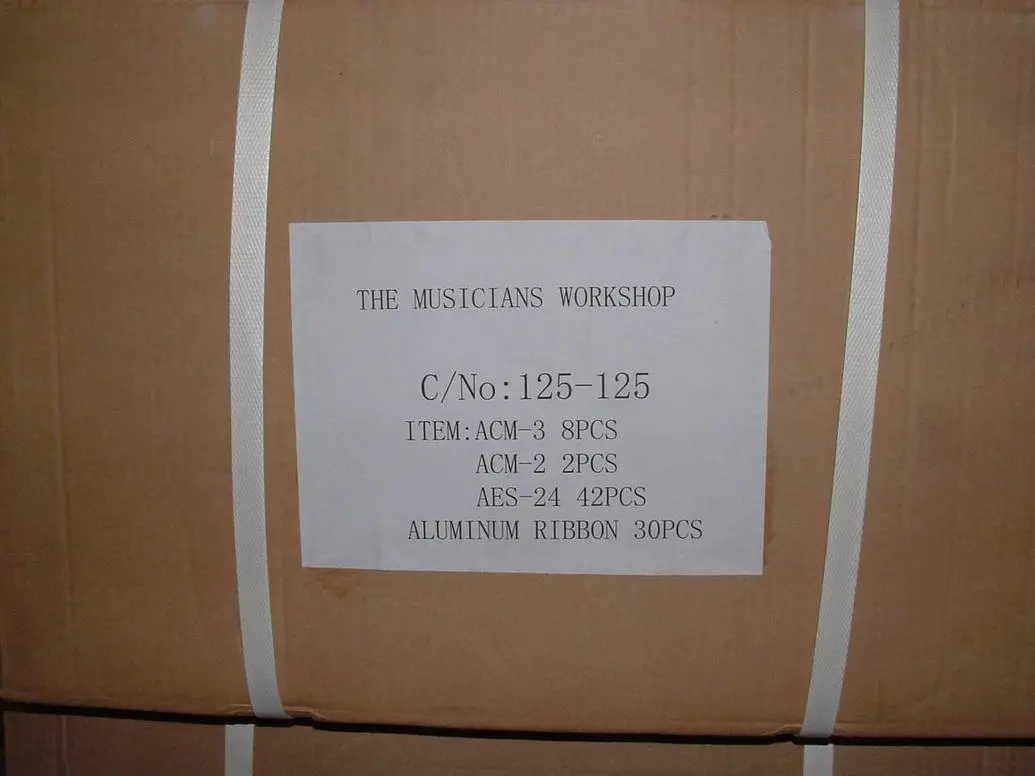 THE MUSICIANS WORKSHOP
C/No:125-125
ITEM:ACM-3 8PCS
ACM-2 2PCS
AES-24 42PCS
ALUMINUM RIBBON 30PCS